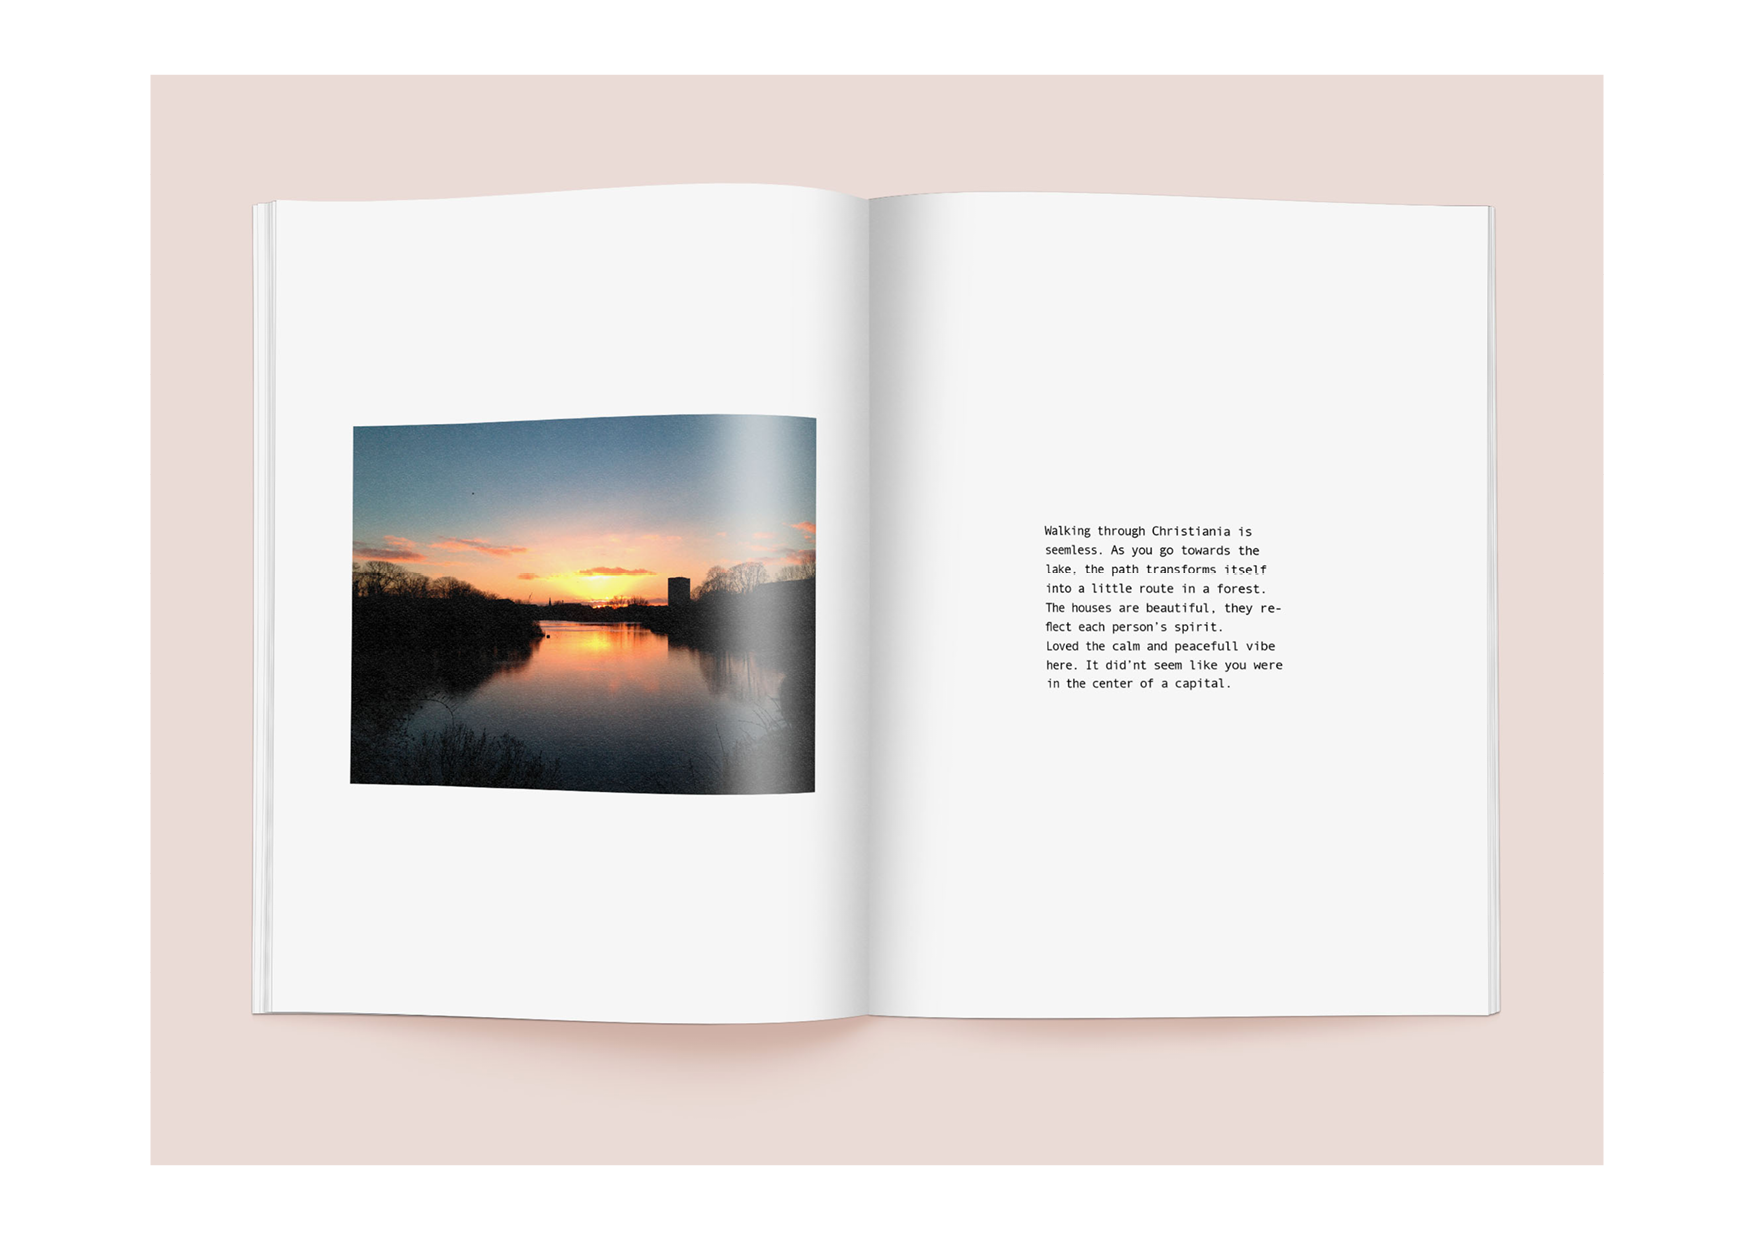 Walking through Christiania is
seemless. As you go towards the
lake, the path transforms itself
into a little route in a forest.
The houses are beautiful, they re-
flect each person's spirit.
Loved the calm and peacefull vibe
here. It did'nt seem like you were
in the center of a capital.